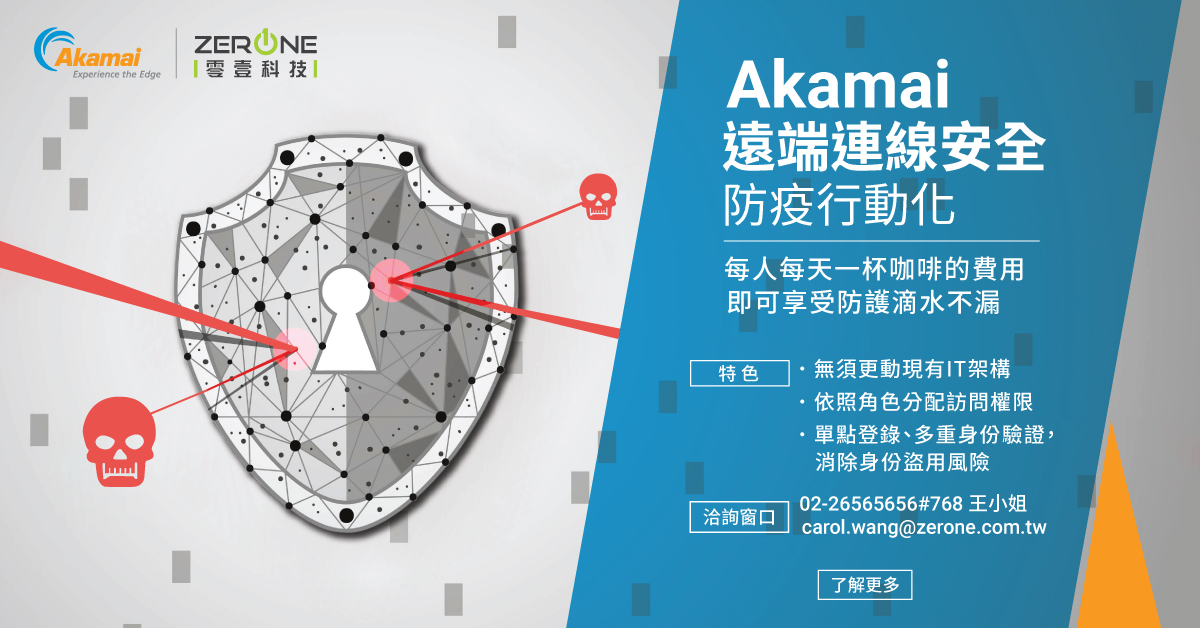 Akamai
Experience the Edge
ZERONE
零壹科技
Akamai
遠端連線安全
防疫行動化
每人每天一杯咖啡的費用
即可享受防護滴水不漏
特色
・無須更動現有IT架構
・依照角色分配訪問權限
・單點登錄、多重身份驗證,
消除身份盜用風險
洽詢窗口
02-26565656#768 王小姐
carol.wang@zerone.com.tw
了解更多